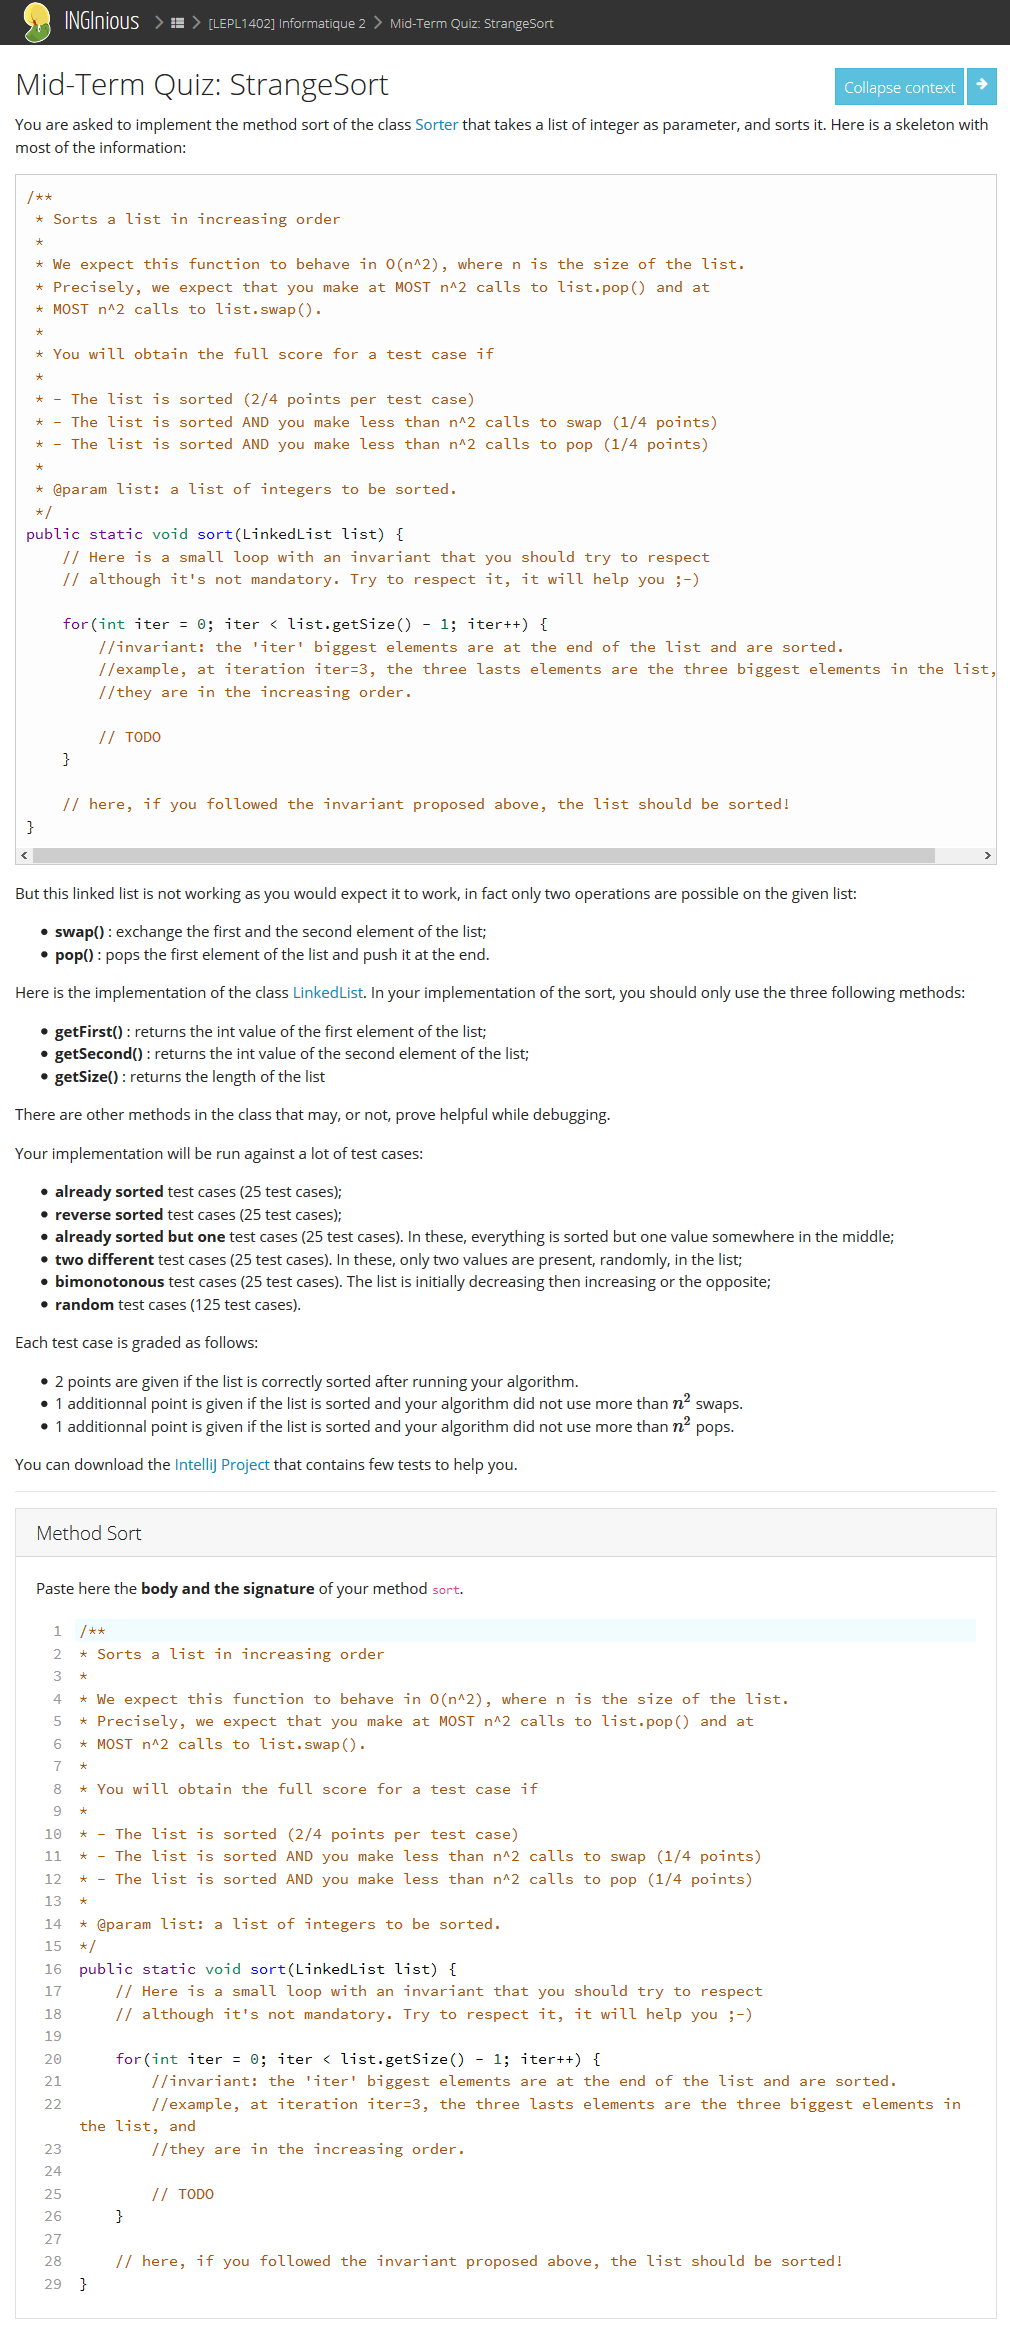 INGInious
[LEPL1402] Informatique 2
Mid-Term Quiz: StrangeSort
Mid-Term Quiz: StrangeSort
Collapse context
You are asked to implement the method sort of the class Sorter that takes a list of integer as parameter, and sorts it. Here is a skeleton with
most of the information:
/**
* Sorts a list in increasing order
*
* We expect this function to behave in O(n^2), where n is the size of the list.
* Precisely, we expect that you make at MOST n^2 calls to list.pop() and at
* MOST n^2 calls to list.swap().
*
* You will obtain the full score for a test case if
*
* - The list is sorted (2/4 points per test case)
* - The list is sorted AND you make less than n^2 calls to swap (1/4 points)
* - The list is sorted AND you make less than n^2 calls to pop (1/4 points)
*
* @param list: a list of integers to be sorted.
*/
public static void sort(LinkedList list) {
// Here is a small loop with an invariant that you should try to respect
// although it's not mandatory. Try to respect it, it will help you ;-)
for(int iter = 0; iter < list.getSize() - 1; iter++) {
//invariant: the 'iter' biggest elements are at the end of the list and are sorted.
//example, at iteration iter=3, the three lasts elements are the three biggest elements in the list,
//they are in the increasing order.
// TODO
}
// here, if you followed the invariant proposed above, the list should be sorted!
}
But this linked list is not working as you would expect it to work, in fact only two operations are possible on the given list:
• swap() : exchange the first and the second element of the list;
• pop() : pops the first element of the list and push it at the end.
Here is the implementation of the class LinkedList. In your implementation of the sort, you should only use the three following methods:
• getFirst() : returns the int value of the first element of the list;
• getSecond() : returns the int value of the second element of the list;
• getSize() : returns the length of the list
There are other methods in the class that may, or not, prove helpful while debugging.
Your implementation will be run against a lot of test cases:
• already sorted test cases (25 test cases);
• reverse sorted test cases (25 test cases);
• already sorted but one test cases (25 test cases). In these, everything is sorted but one value somewhere in the middle;
• two different test cases (25 test cases). In these, only two values are present, randomly, in the list;
• bimonotonous test cases (25 test cases). The list is initially decreasing then increasing or the opposite;
• random test cases (125 test cases).
Each test case is graded as follows:
• 2 points are given if the list is correctly sorted after running your algorithm.
• 1 additionnal point is given if the list is sorted and your algorithm did not use more than n² swaps.
• 1 additionnal point is given if the list is sorted and your algorithm did not use more than n² pops.
You can download the IntelliJ Project that contains few tests to help you.
Method Sort
Paste here the body and the signature of your method sort.
1 /**
2 * Sorts a list in increasing order
3 *
4 * We expect this function to behave in O(n^2), where n is the size of the list.
5 * Precisely, we expect that you make at MOST n^2 calls to list.pop() and at
6 * MOST n^2 calls to list.swap().
7 *
8 * You will obtain the full score for a test case if
9 *
10 * - The list is sorted (2/4 points per test case)
11 * - The list is sorted AND you make less than n^2 calls to swap (1/4 points)
12 * - The list is sorted AND you make less than n^2 calls to pop (1/4 points)
13 *
14 * @param list: a list of integers to be sorted.
15 */
16 public static void sort(LinkedList list) {
17 // Here is a small loop with an invariant that you should try to respect
18 // although it's not mandatory. Try to respect it, it will help you ;-)
19
20 for(int iter = 0; iter < list.getSize() - 1; iter++) {
21 //invariant: the 'iter' biggest elements are at the end of the list and are sorted.
22 //example, at iteration iter=3, the three lasts elements are the three biggest elements in
the list, and
23 //they are in the increasing order.
24
25 // TODO
26 }
27
28 // here, if you followed the invariant proposed above, the list should be sorted!
29 }